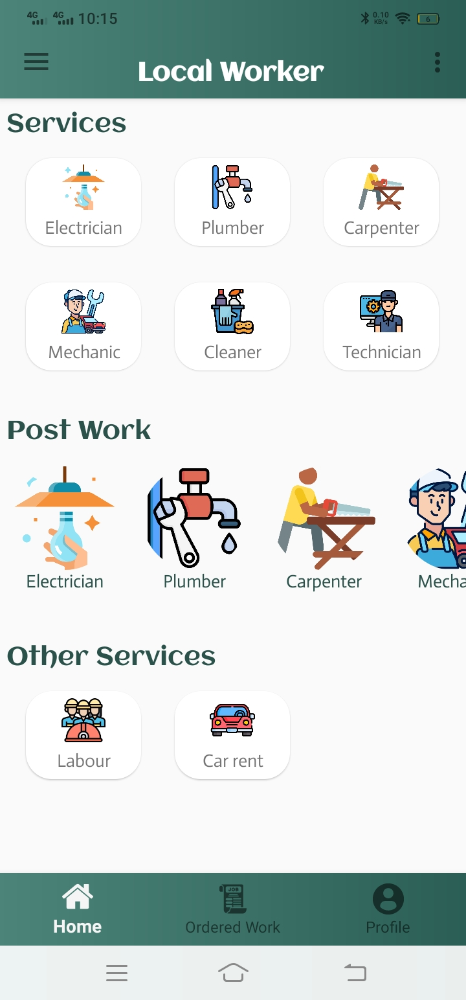 4G 4G 10:15 0.10 KB/s 6
Local Worker
Services
Electrician Plumber Carpenter
Mechanic Cleaner Technician
Post Work
Electrician Plumber Carpenter Mecha
Other Services
Labour Car rent
JOB
Home Ordered Work Profile